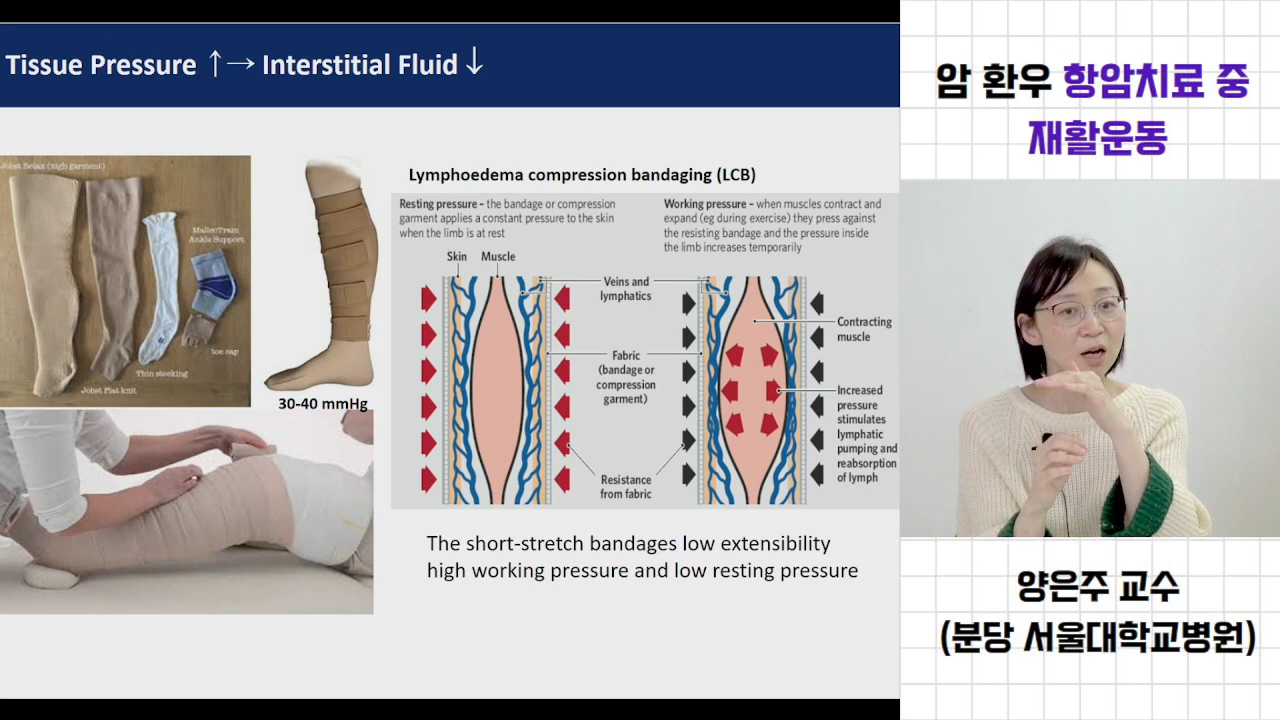 Tissue Pressure ↑→ Interstitial Fluid ↓
Jobst Relax (nigh garment)
MalleoTrain
Ankle Support
toe cap
Thin stocking
Jobst Flat knit
30-40 mmHg
Lymphoedema compression bandaging (LCB)
Resting pressure – the bandage or compression
garment applies a constant pressure to the skin
when the limb is at rest
Working pressure – when muscles contract and
expand (eg during exercise) they press against
the resisting bandage and the pressure inside
the limb increases temporarily
Skin Muscle
Veins and
lymphatics
Fabric
(bandage or
compression
garment)
Resistance
from fabric
Contracting
muscle
Increased
pressure
stimulates
lymphatic
pumping and
reabsorption
of lymph
The short-stretch bandages low extensibility
high working pressure and low resting pressure
암 환우 항암치료 중
재활운동
양은주 교수
(분당 서울대학교병원)